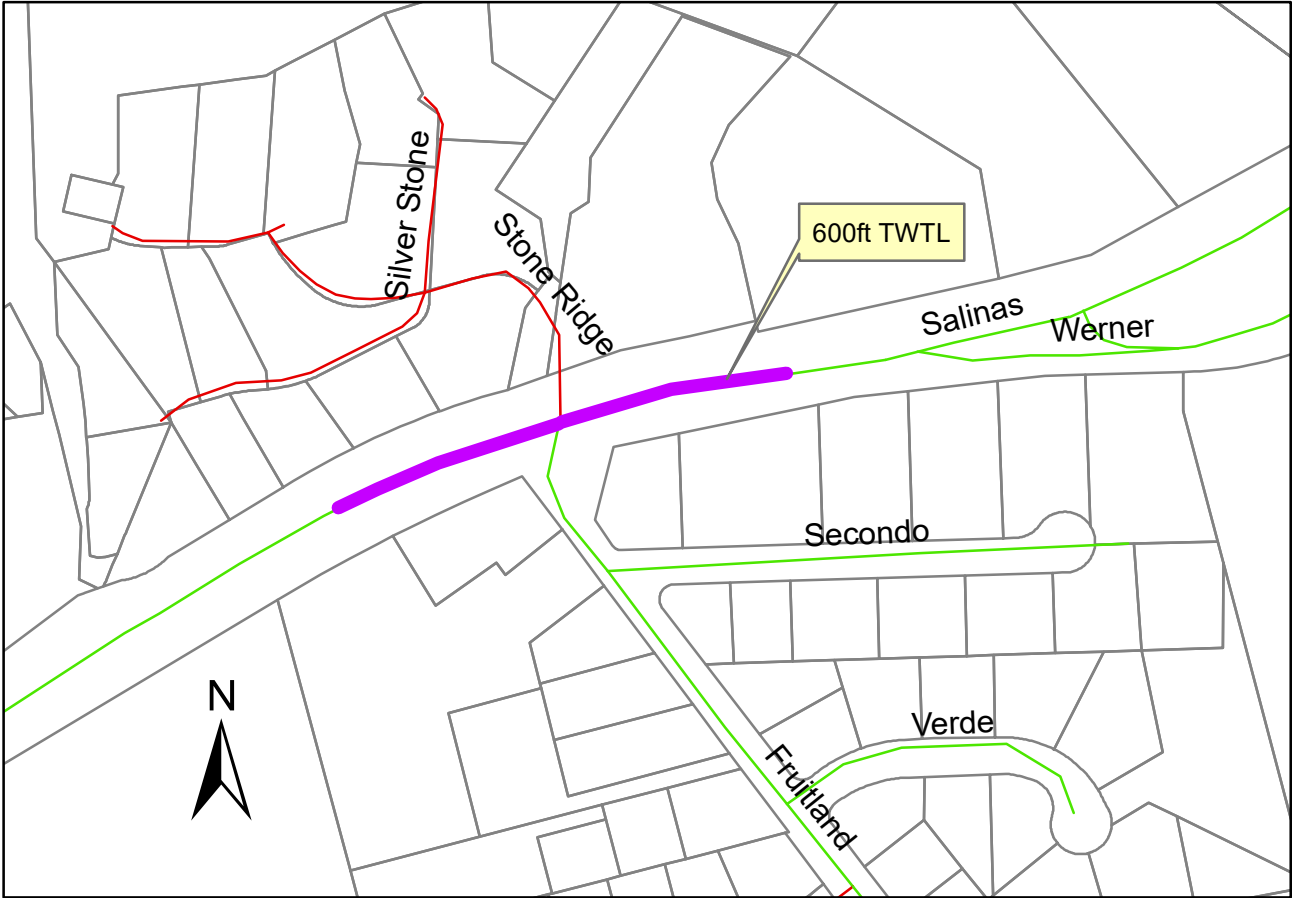 Silver Stone
Stone Ridge
600ft TWTL
Salinas
Werner
Secondo
N
Verde
Fruitland